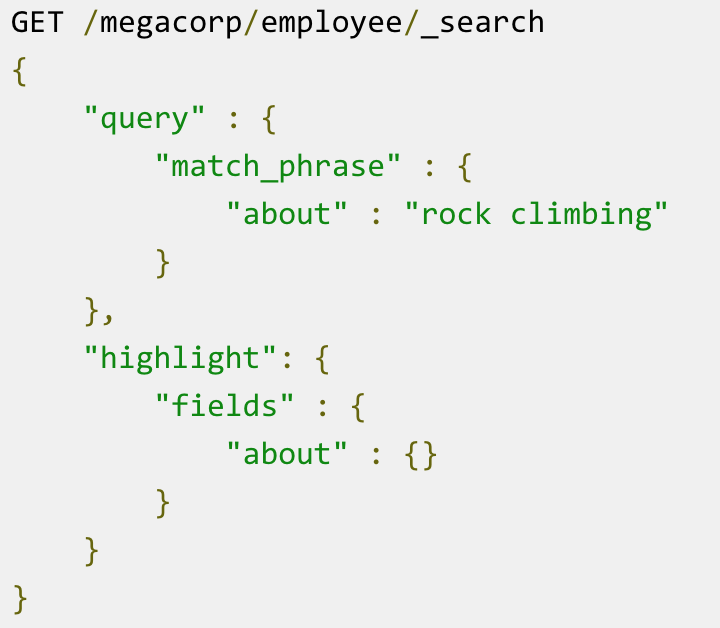 GET /megacorp/employee/_search
{
    "query" : {
        "match_phrase" : {
            "about" : "rock climbing"
        }
    },
    "highlight": {
        "fields" : {
            "about" : {}
        }
    }
}